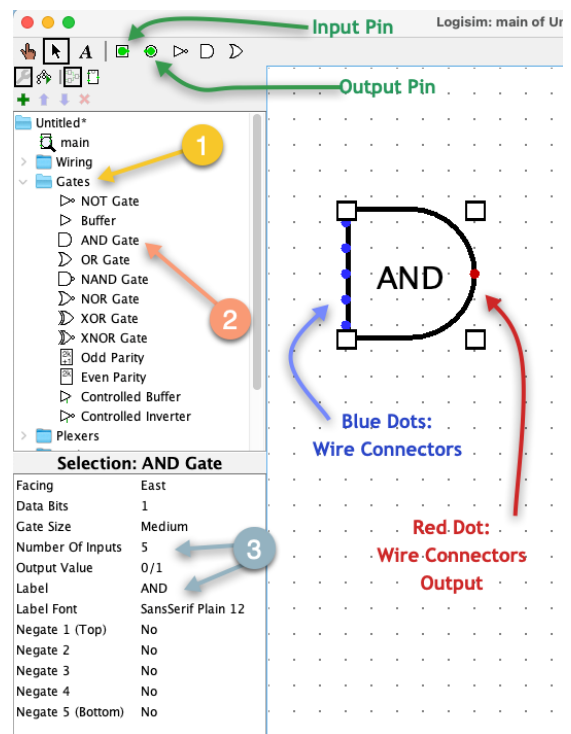 Input Pin
Logisim: main of Un
A
Output Pin
Untitled*
main
Wiring
Gates
NOT Gate
Buffer
AND Gate
OR Gate
NAND Gate
NOR Gate
XOR Gate
XNOR Gate
Odd Parity
Even Parity
Controlled Buffer
Controlled Inverter
Plexers
1
2
AND
Blue Dots:
Wire Connectors
Red Dot:
Wire Connectors
Output
Selection: AND Gate
Facing East
Data Bits 1
Gate Size Medium
Number Of Inputs 5
Output Value 0/1
Label AND
Label Font SansSerif Plain 12
Negate 1 (Top) No
Negate 2 No
Negate 3 No
Negate 4 No
Negate 5 (Bottom) No
3